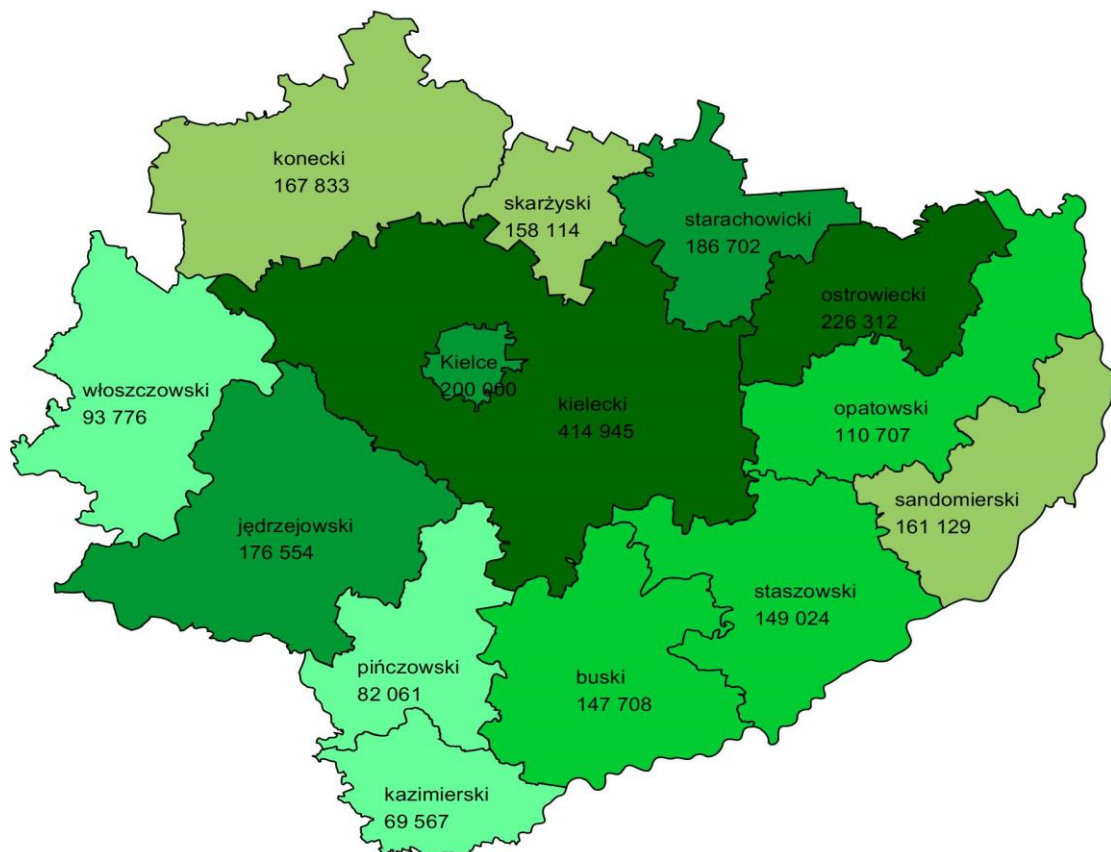 konecki
167 833
skarżyski
158 114
starachowicki
186 702
ostrowiecki
226 312
włoszczowski
93 776
Kielce
200 000
kielecki
414 945
opatowski
110 707
sandomierski
161 129
jędrzejowski
176 554
staszowski
149 024
pińczowski
82 061
buski
147 708
kazimierski
69 567